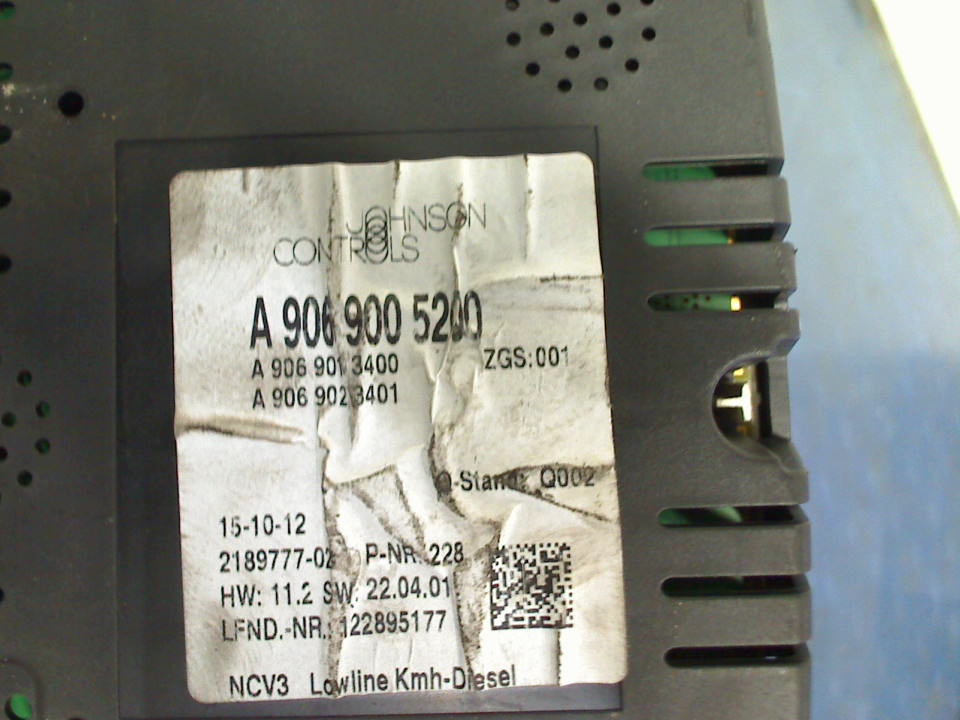 JOHNSON
CONTROLS
A 906 900 5200
A 906 901 3400 ZGS:001
A 906 902 3401
Q-Stand: Q002
15-10-12
2189777-02 P-NR. 228
HW: 11.2 SW: 22.04.01
LFND.-NR.: 122895177
NCV3 Lowline Kmh-Diesel